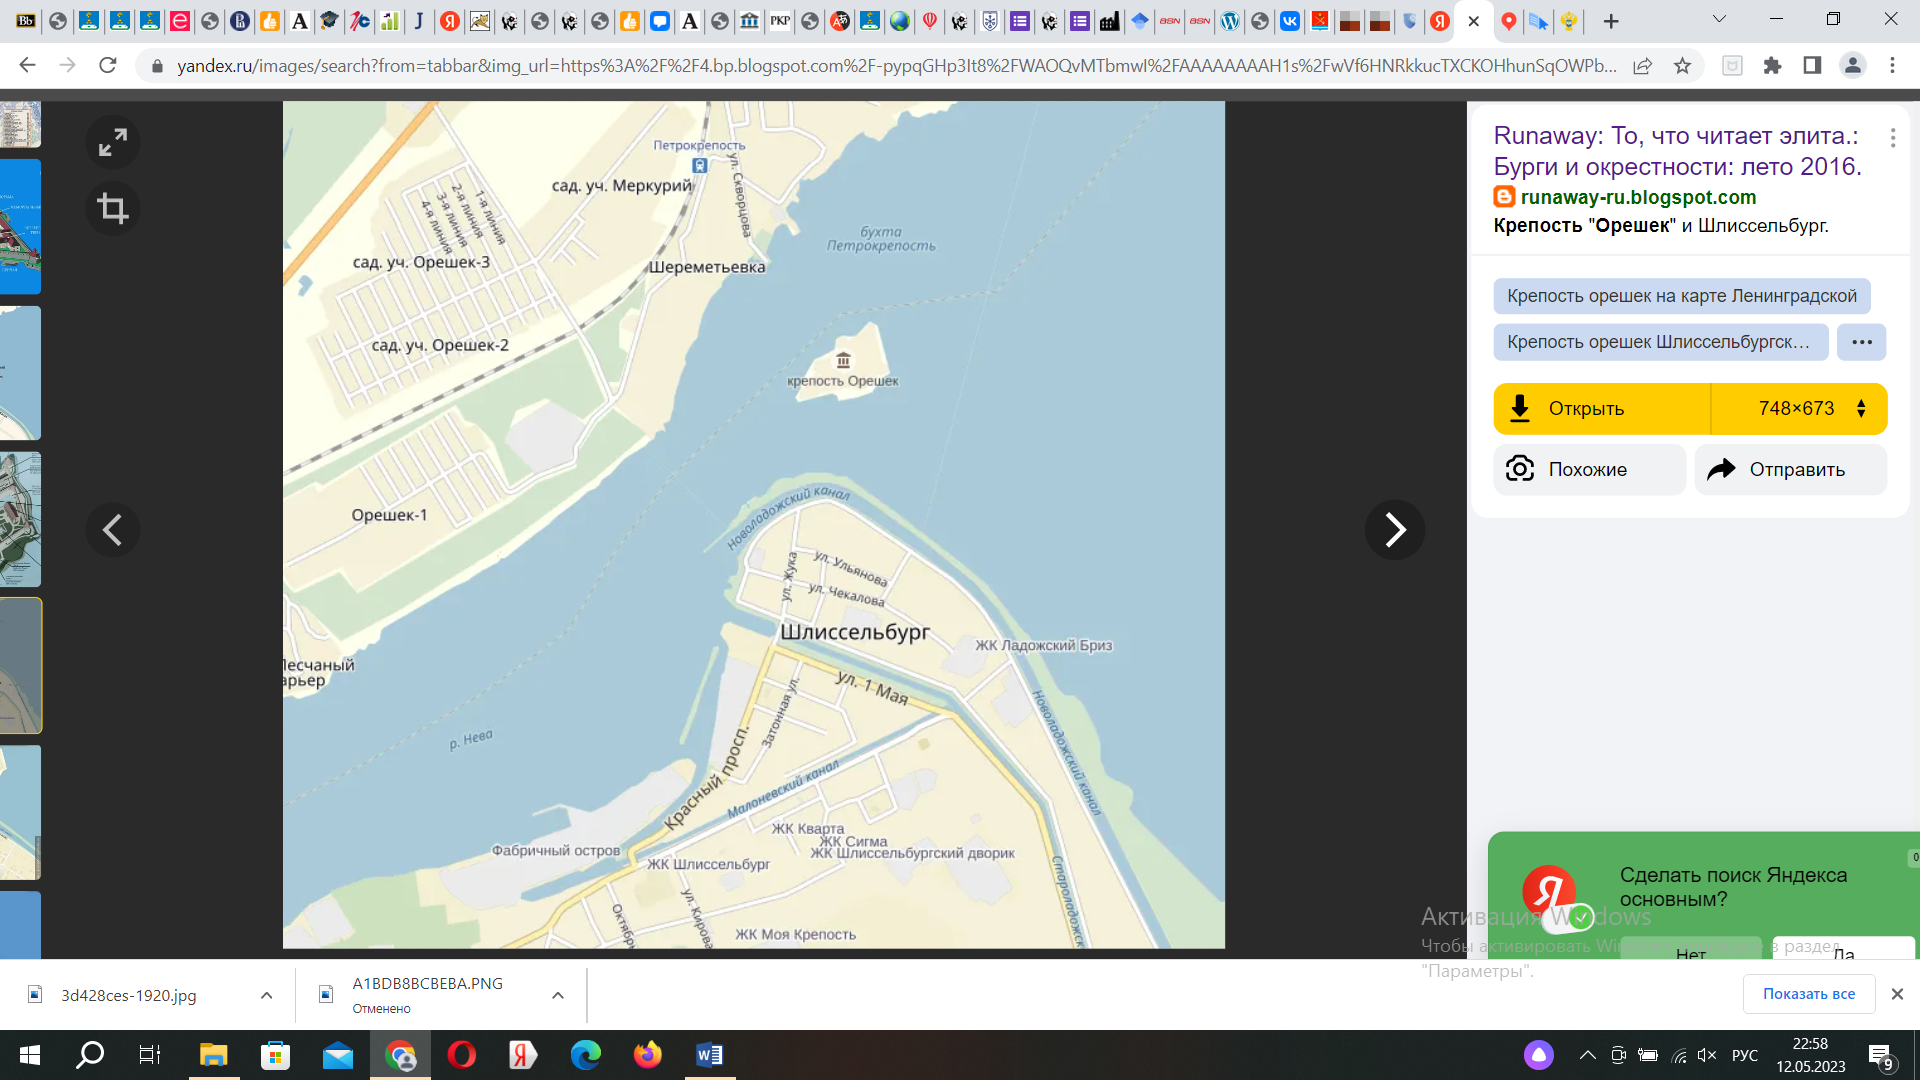 Bb
yandex.ru/images/search?from=tabbar&img_url=https%3A%2F%2F4.bp.blogspot.com%2F-pypqGHp3It8%2FWAOQvMTbmwI%2FAAAAAAAAH1s%2FwVf6HNRkkucTXCKOHhunSqOWPb...
Петрокрепость
сад. уч. Меркурий
ул. Скворцова
1-я линия
2-я линия
3-я линия
4-я линия
бухта
Петрокрепость
сад. уч. Орешек-3
Шереметьевка
сад. уч. Орешек-2
крепость Орешек
Орешек-1
Новоладожский канал
ул. Жука
ул. Ульянова
ул. Чекалова
Шлиссельбург
ЖК Ладожский Бриз
Песчаный
арьер
ул. 1 Мая
Затонная ул.
Новоладожский канал
р. Нева
Красный просп.
Малоневский канал
ЖК Кварта
ЖК Сигма
ЖК Шлиссельбургский дворик
Фабричный остров
ЖК Шлиссельбург
Староладожск
Октябрь
ул. Кирова
ЖК Моя Крепость
Runaway: То, что читает элита.:
Бурги и окрестности: лето 2016.
runaway-ru.blogspot.com
Крепость "Орешек" и Шлиссельбург.
Крепость орешек на карте Ленинградской
Крепость орешек Шлиссельбургск...
Открыть
748×673
Похожие
Отправить
Сделать поиск Яндекса
основным?
Нет
Да
Активация Windows
Чтобы активировать Win в раздел
"Параметры".
3d428ces-1920.jpg
A1BDB8BCBEBA.PNG
Отменено
Показать все
РУС
22:58
12.05.2023
9